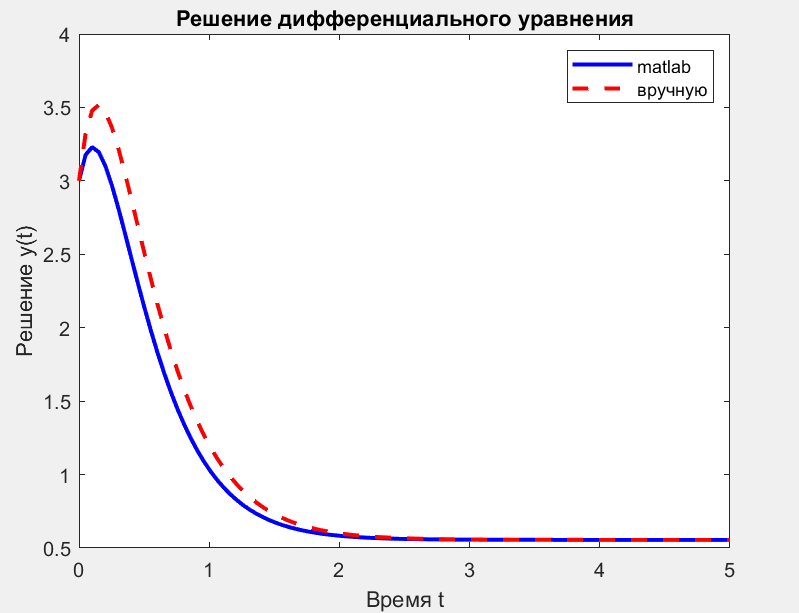 Решение дифференциального уравнения
matlab
вручную
Решение y(t)
4
3.5
3
2.5
2
1.5
1
0.5
0 1 2 3 4 5
Время t